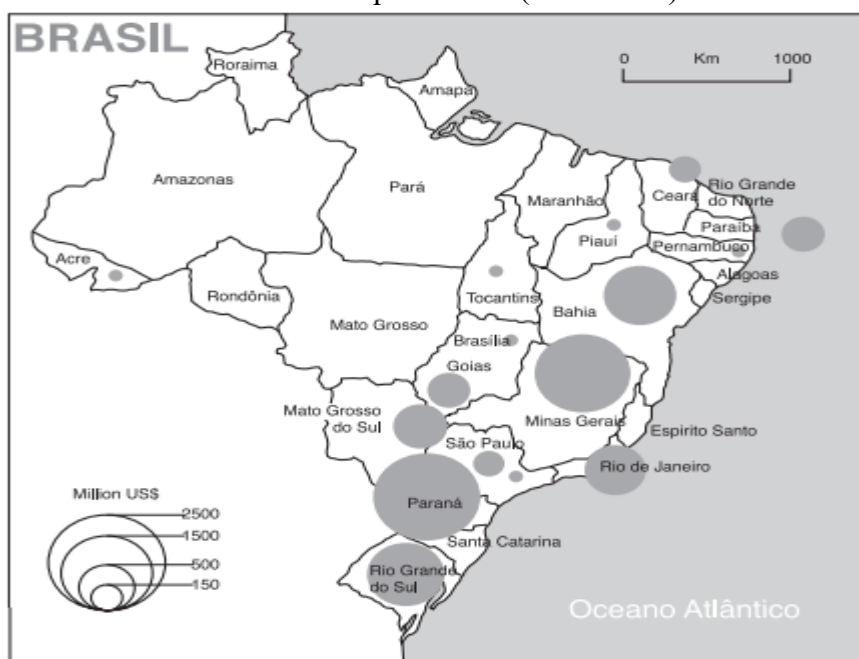 BRASIL
0 Km 1000
Roraima
Amapa
Amazonas
Pará
Maranhão
Ceará
Rio Grande
do Norte
Paraíba
Piauí
Pernambuco
Acre
Alagoas
Rondônia
Tocantins
Sergipe
Bahia
Mato Grosso
Brasília
Goias
Mato Grosso
do Sul
Minas Gerais
Espirito Santo
São Paulo
Rio de Janeiro
Million US$
2500
1500
500
150
Paraná
Santa Catarina
Rio Grande
do Sul
Oceano Atlântico